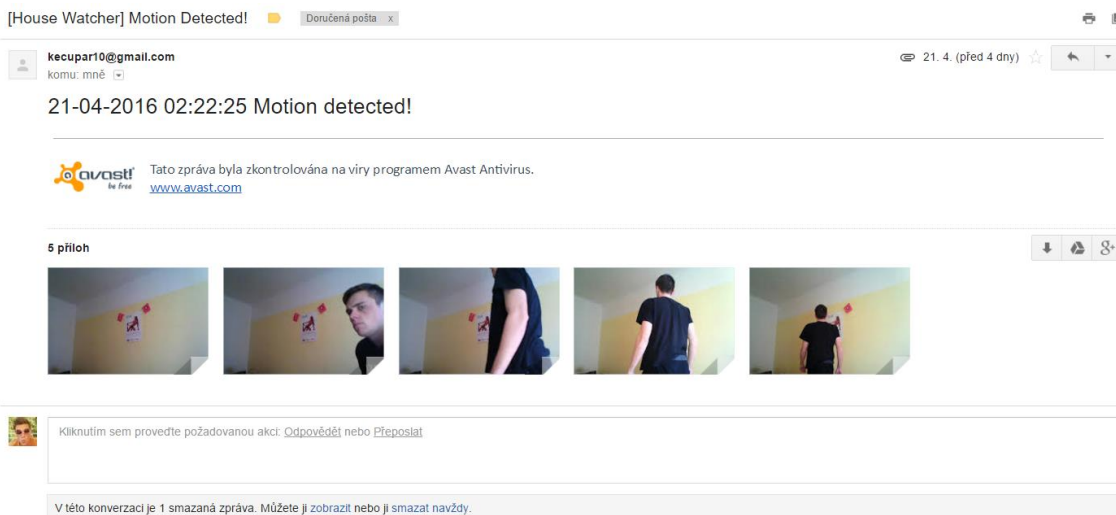 [House Watcher] Motion Detected!
Doručená pošta x
kecupar10@gmail.com
21. 4. (před 4 dny)
komu: mně
21-04-2016 02:22:25 Motion detected!
avast!
be free
Tato zpráva byla zkontrolována na viry programem Avast Antivirus.
www.avast.com
5 příloh
8+
Kliknutím sem proveďte požadovanou akci: Odpovědět nebo Přeposlat
V této konverzaci je 1 smazaná zpráva. Můžete ji zobrazit nebo ji smazat navždy.